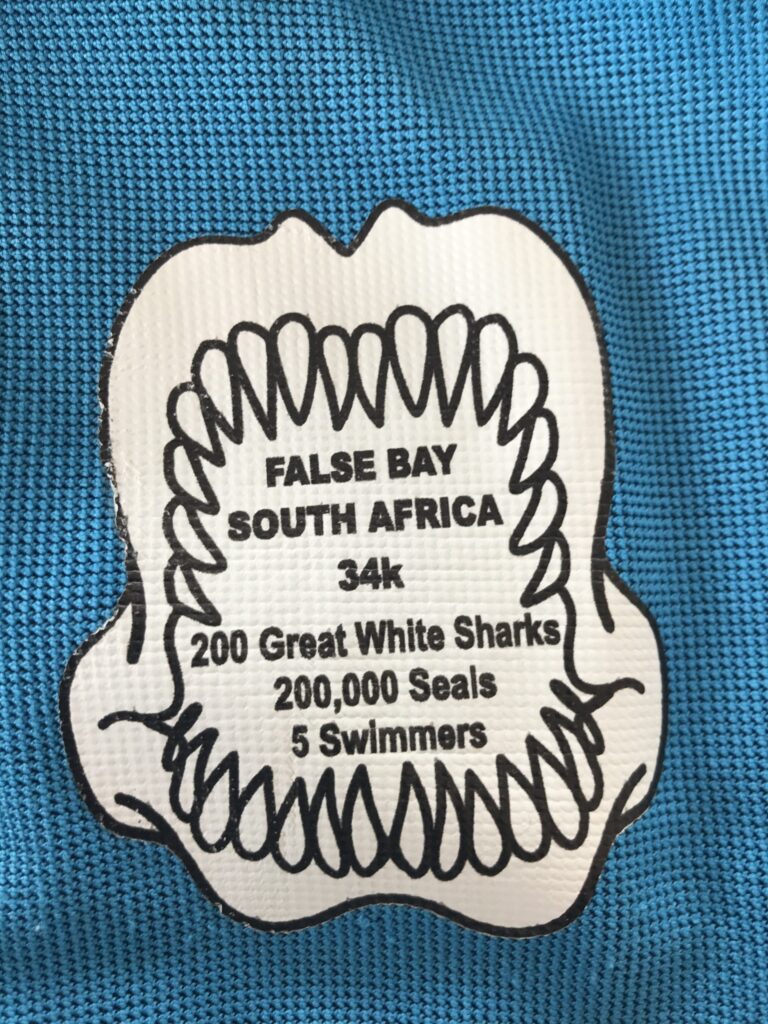 FALSE BAY
SOUTH AFRICA
34k
200 Great White Sharks
200,000 Seals
5 Swimmers